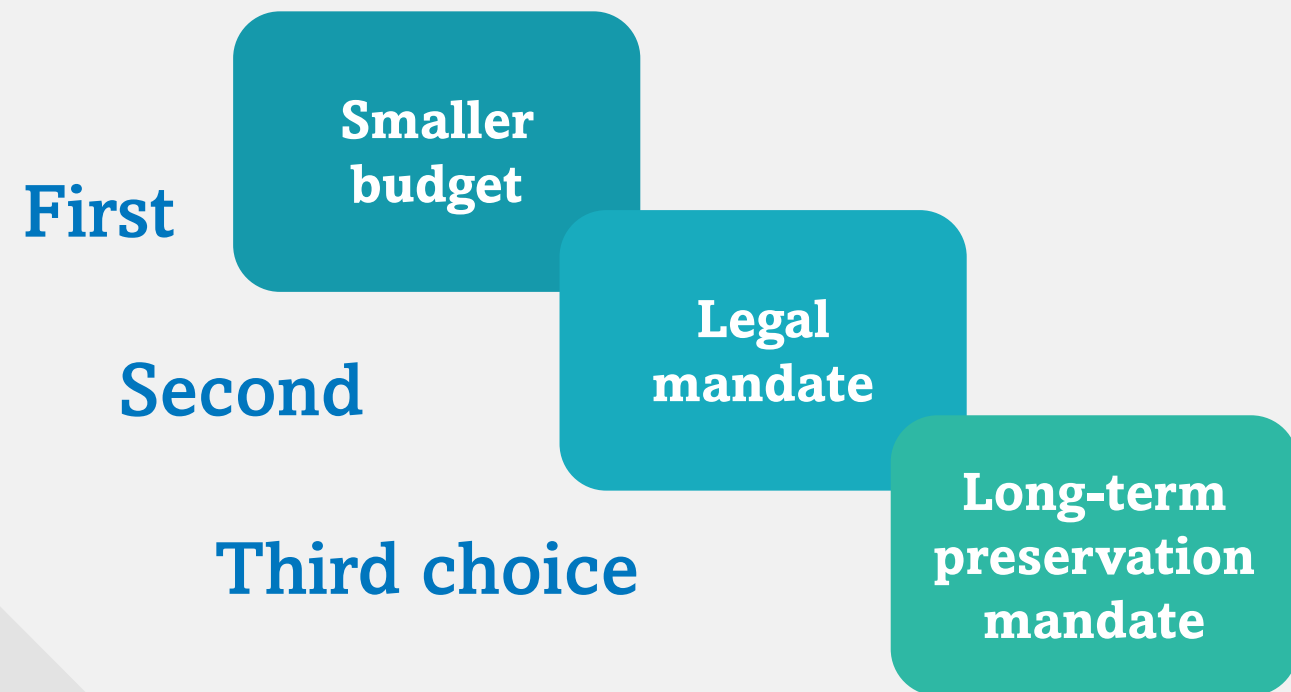 First
Smaller
budget
Second
Legal
mandate
Third choice
Long-term
preservation
mandate